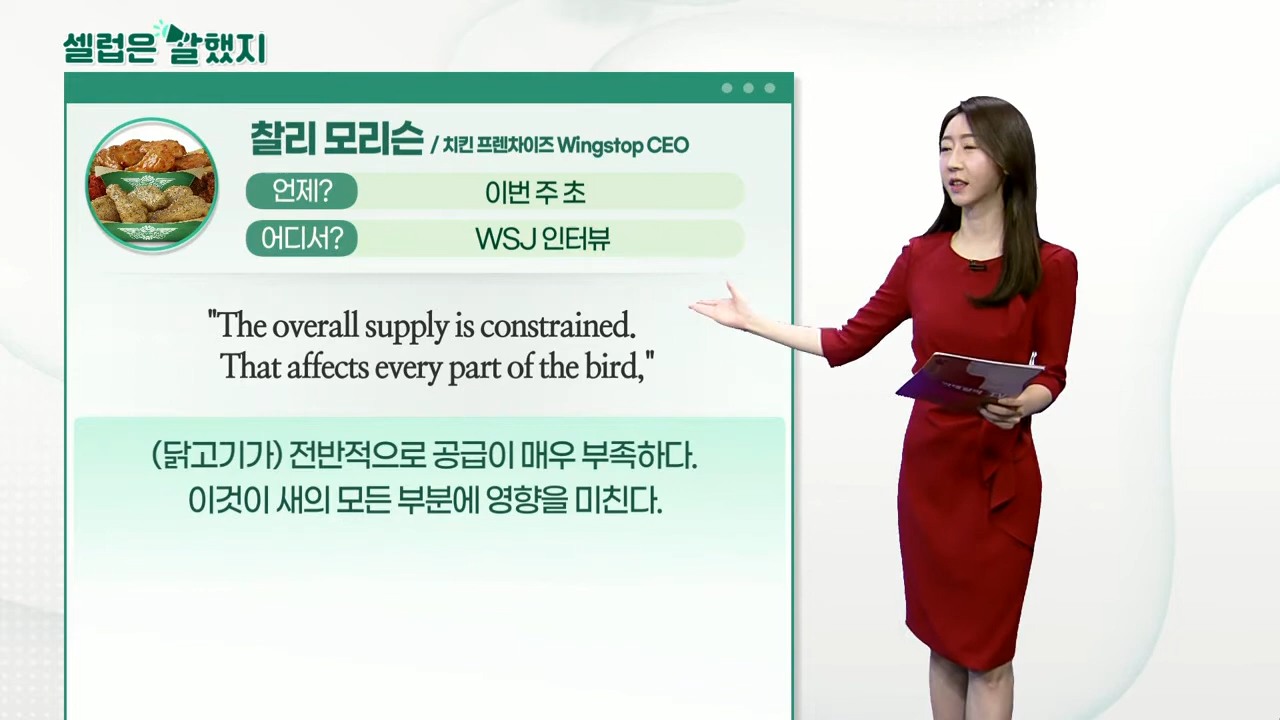 셀럽은 말했지
찰리 모리슨 / 치킨 프렌차이즈 Wingstop CEO
언제? 이번 주 초
어디서? WSJ 인터뷰
"The overall supply is constrained.
That affects every part of the bird,"
(닭고기가) 전반적으로 공급이 매우 부족하다.
이것이 새의 모든 부분에 영향을 미친다.